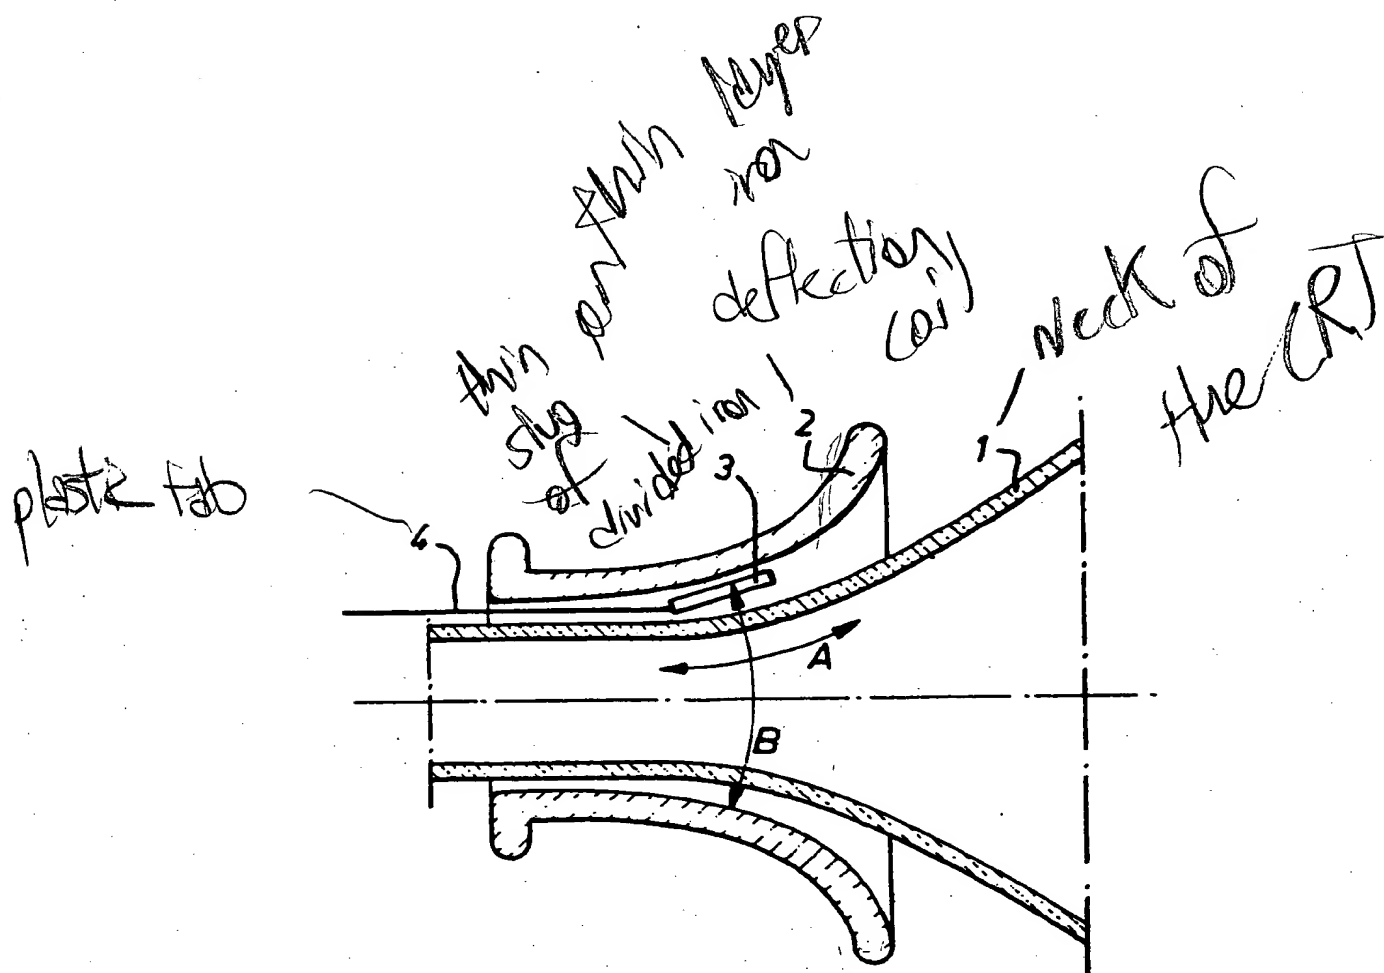 thin layer
or thin iron
thin
slug
of
divided iron
deflection
coil
Neck of
the CRT
plastic tab
1
2
3
4
A
B